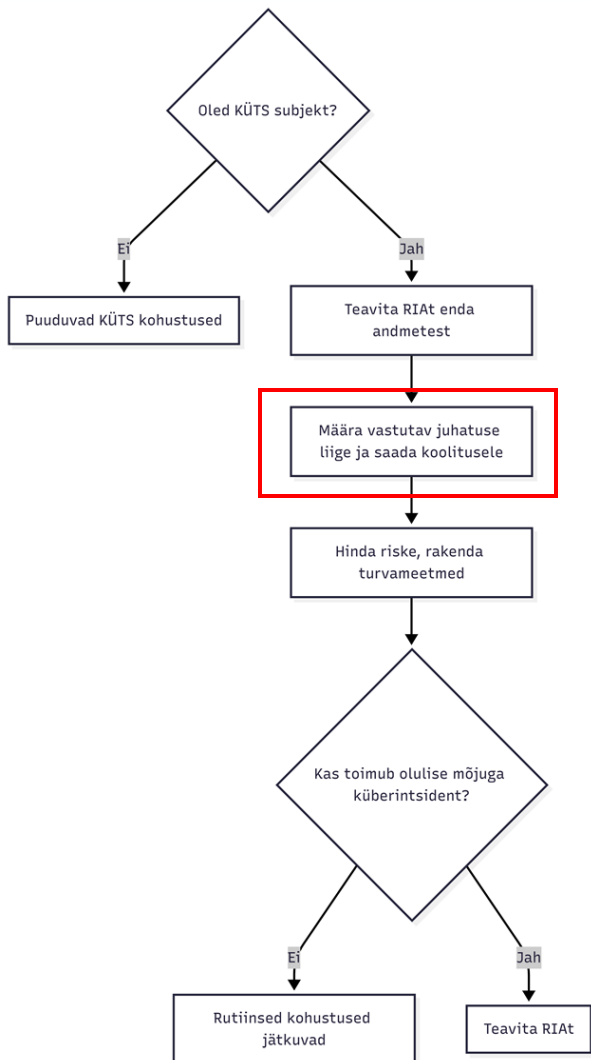 Oled KÜTS subjekt?
Ei
Jah
Puuduvad KÜTS kohustused
Teavita RIAt enda
andmetest
Määra vastutav juhatuse
liige ja saada koolitusele
Hinda riske, rakenda
turvameetmed
Kas toimub olulise mõjuga
küberintsident?
Ei
Jah
Rutiinsed kohustused
jätkuvad
Teavita RIAt